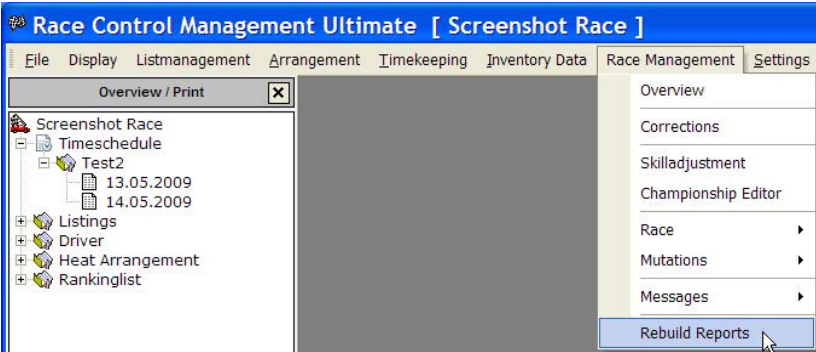 Race Control Management Ultimate [ Screenshot Race ]
File Display Listmanagement Arrangement Timekeeping Inventory Data Race Management Settings
Overview / Print
Screenshot Race
Timeschedule
Test2
13.05.2009
14.05.2009
Listings
Driver
Heat Arrangement
Rankinglist
Overview
Corrections
Skilladjustment
Championship Editor
Race
Mutations
Messages
Rebuild Reports